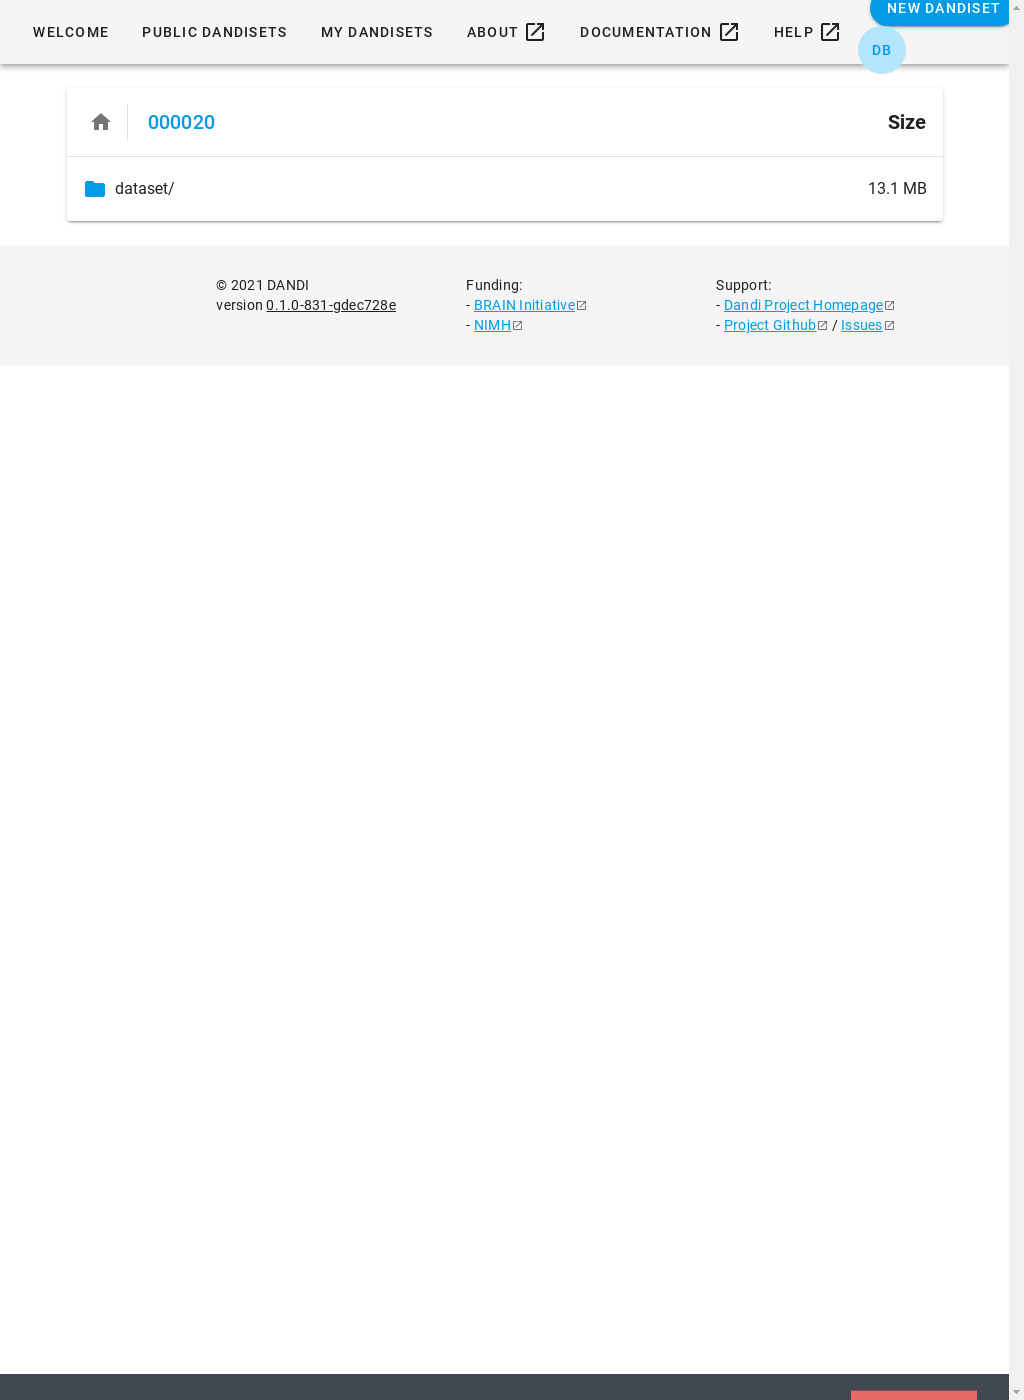 WELCOME PUBLIC DANDISETS MY DANDISETS ABOUT DOCUMENTATION HELP NEW DANDISET
DB
000020 Size
dataset/ 13.1 MB
© 2021 DANDI
version 0.1.0-831-gdec728e
Funding:
- BRAIN Initiative
- NIMH
Support:
- Dandi Project Homepage
- Project Github / Issues